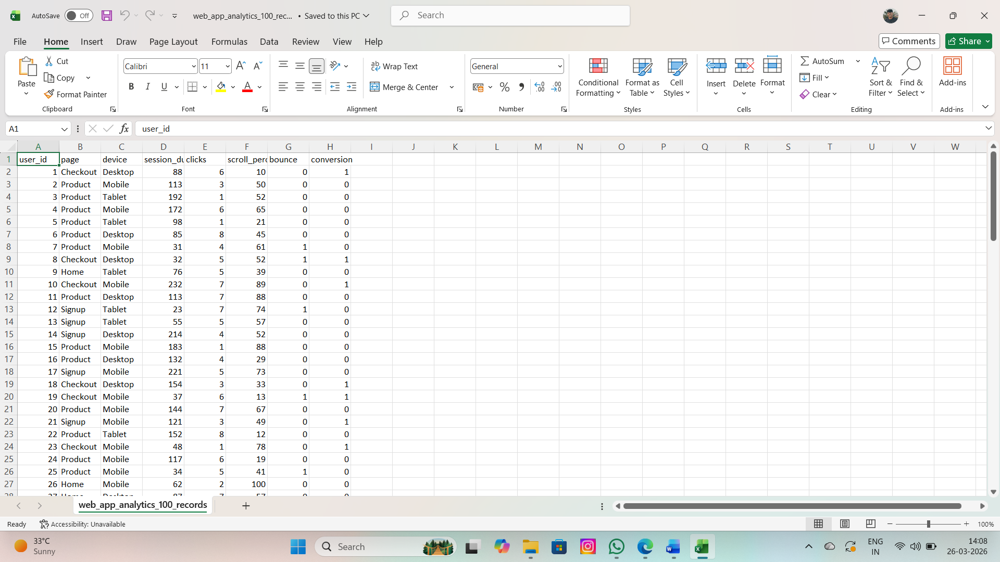 AutoSave Off web_app_analytics_100_rec... • Saved to this PC Search
File Home Insert Draw Page Layout Formulas Data Review View Help Comments Share
Paste Cut Copy Format Painter Clipboard
Calibri 11 B I U A Font
Wrap Text Merge & Center Alignment
General Number
Conditional Formatting Format as Table Cell Styles Styles
Insert Delete Format Cells
AutoSum Fill Clear Sort & Filter Find & Select Editing
Add-ins Add-ins
A1 fx user_id
A B C D E F G H I J K L M N O P Q R S T U V W
1 user_id page device session_du clicks scroll_perc bounce conversion
2 1 Checkout Desktop 88 6 10 0 1
3 2 Product Mobile 113 3 50 0 0
4 3 Product Tablet 192 1 52 0 0
5 4 Product Mobile 172 6 65 0 0
6 5 Product Tablet 98 1 21 0 0
7 6 Product Desktop 85 8 45 0 0
8 7 Product Mobile 31 4 61 1 0
9 8 Checkout Desktop 32 5 52 1 1
10 9 Home Tablet 76 5 39 0 0
11 10 Checkout Mobile 232 7 89 0 1
12 11 Product Desktop 113 7 88 0 0
13 12 Signup Tablet 23 7 74 1 0
14 13 Signup Tablet 55 5 57 0 0
15 14 Signup Desktop 214 4 52 0 0
16 15 Product Mobile 183 1 88 0 0
17 16 Product Desktop 132 4 29 0 0
18 17 Signup Mobile 221 5 73 0 0
19 18 Checkout Desktop 154 3 33 0 1
20 19 Checkout Mobile 37 6 13 1 1
21 20 Product Mobile 144 7 67 0 0
22 21 Signup Mobile 121 3 49 0 1
23 22 Product Tablet 152 8 12 0 0
24 23 Checkout Mobile 48 1 78 0 1
25 24 Product Mobile 117 6 19 0 0
26 25 Product Mobile 34 5 41 1 0
27 26 Home Mobile 62 2 100 0 0
web_app_analytics_100_records
Ready Accessibility: Unavailable 100%
33°C Sunny Search ENG IN 14:08 26-03-2026